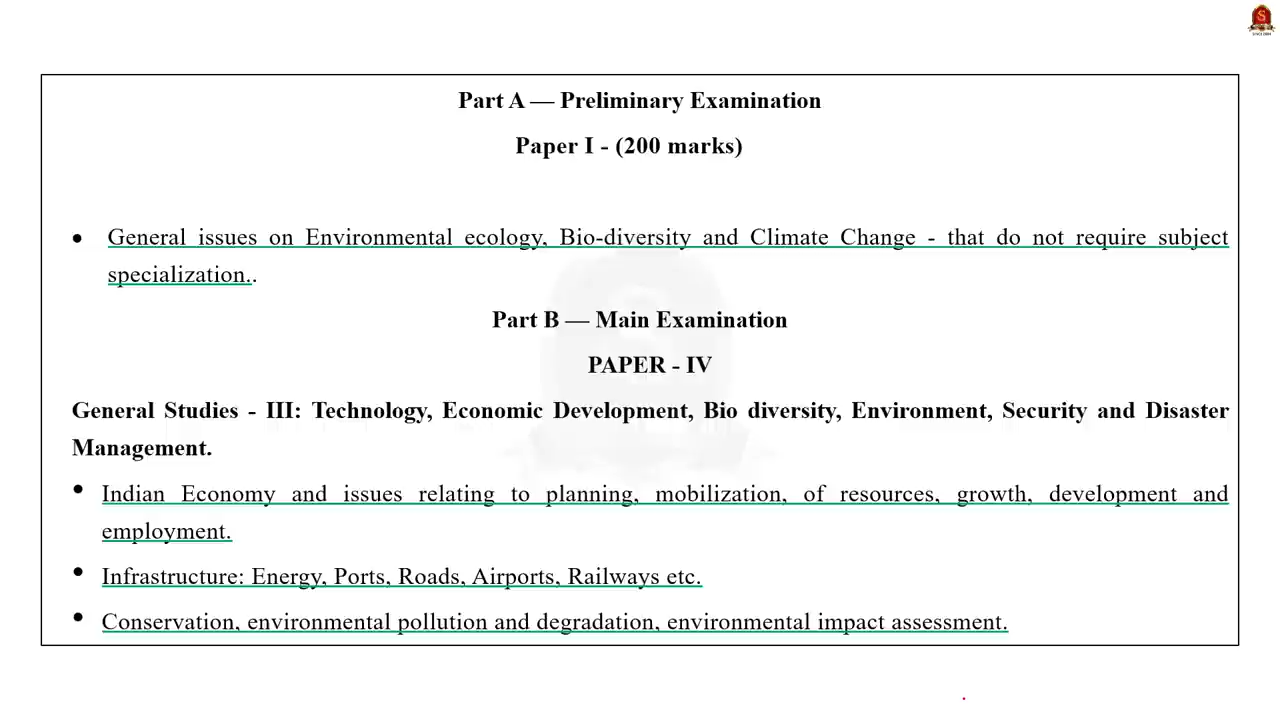 Part A — Preliminary Examination
Paper I - (200 marks)
• General issues on Environmental ecology, Bio-diversity and Climate Change - that do not require subject
specialization..
Part B — Main Examination
PAPER - IV
General Studies - III: Technology, Economic Development, Bio diversity, Environment, Security and Disaster
Management.
• Indian Economy and issues relating to planning, mobilization, of resources, growth, development and
employment.
• Infrastructure: Energy, Ports, Roads, Airports, Railways etc.
• Conservation, environmental pollution and degradation, environmental impact assessment.